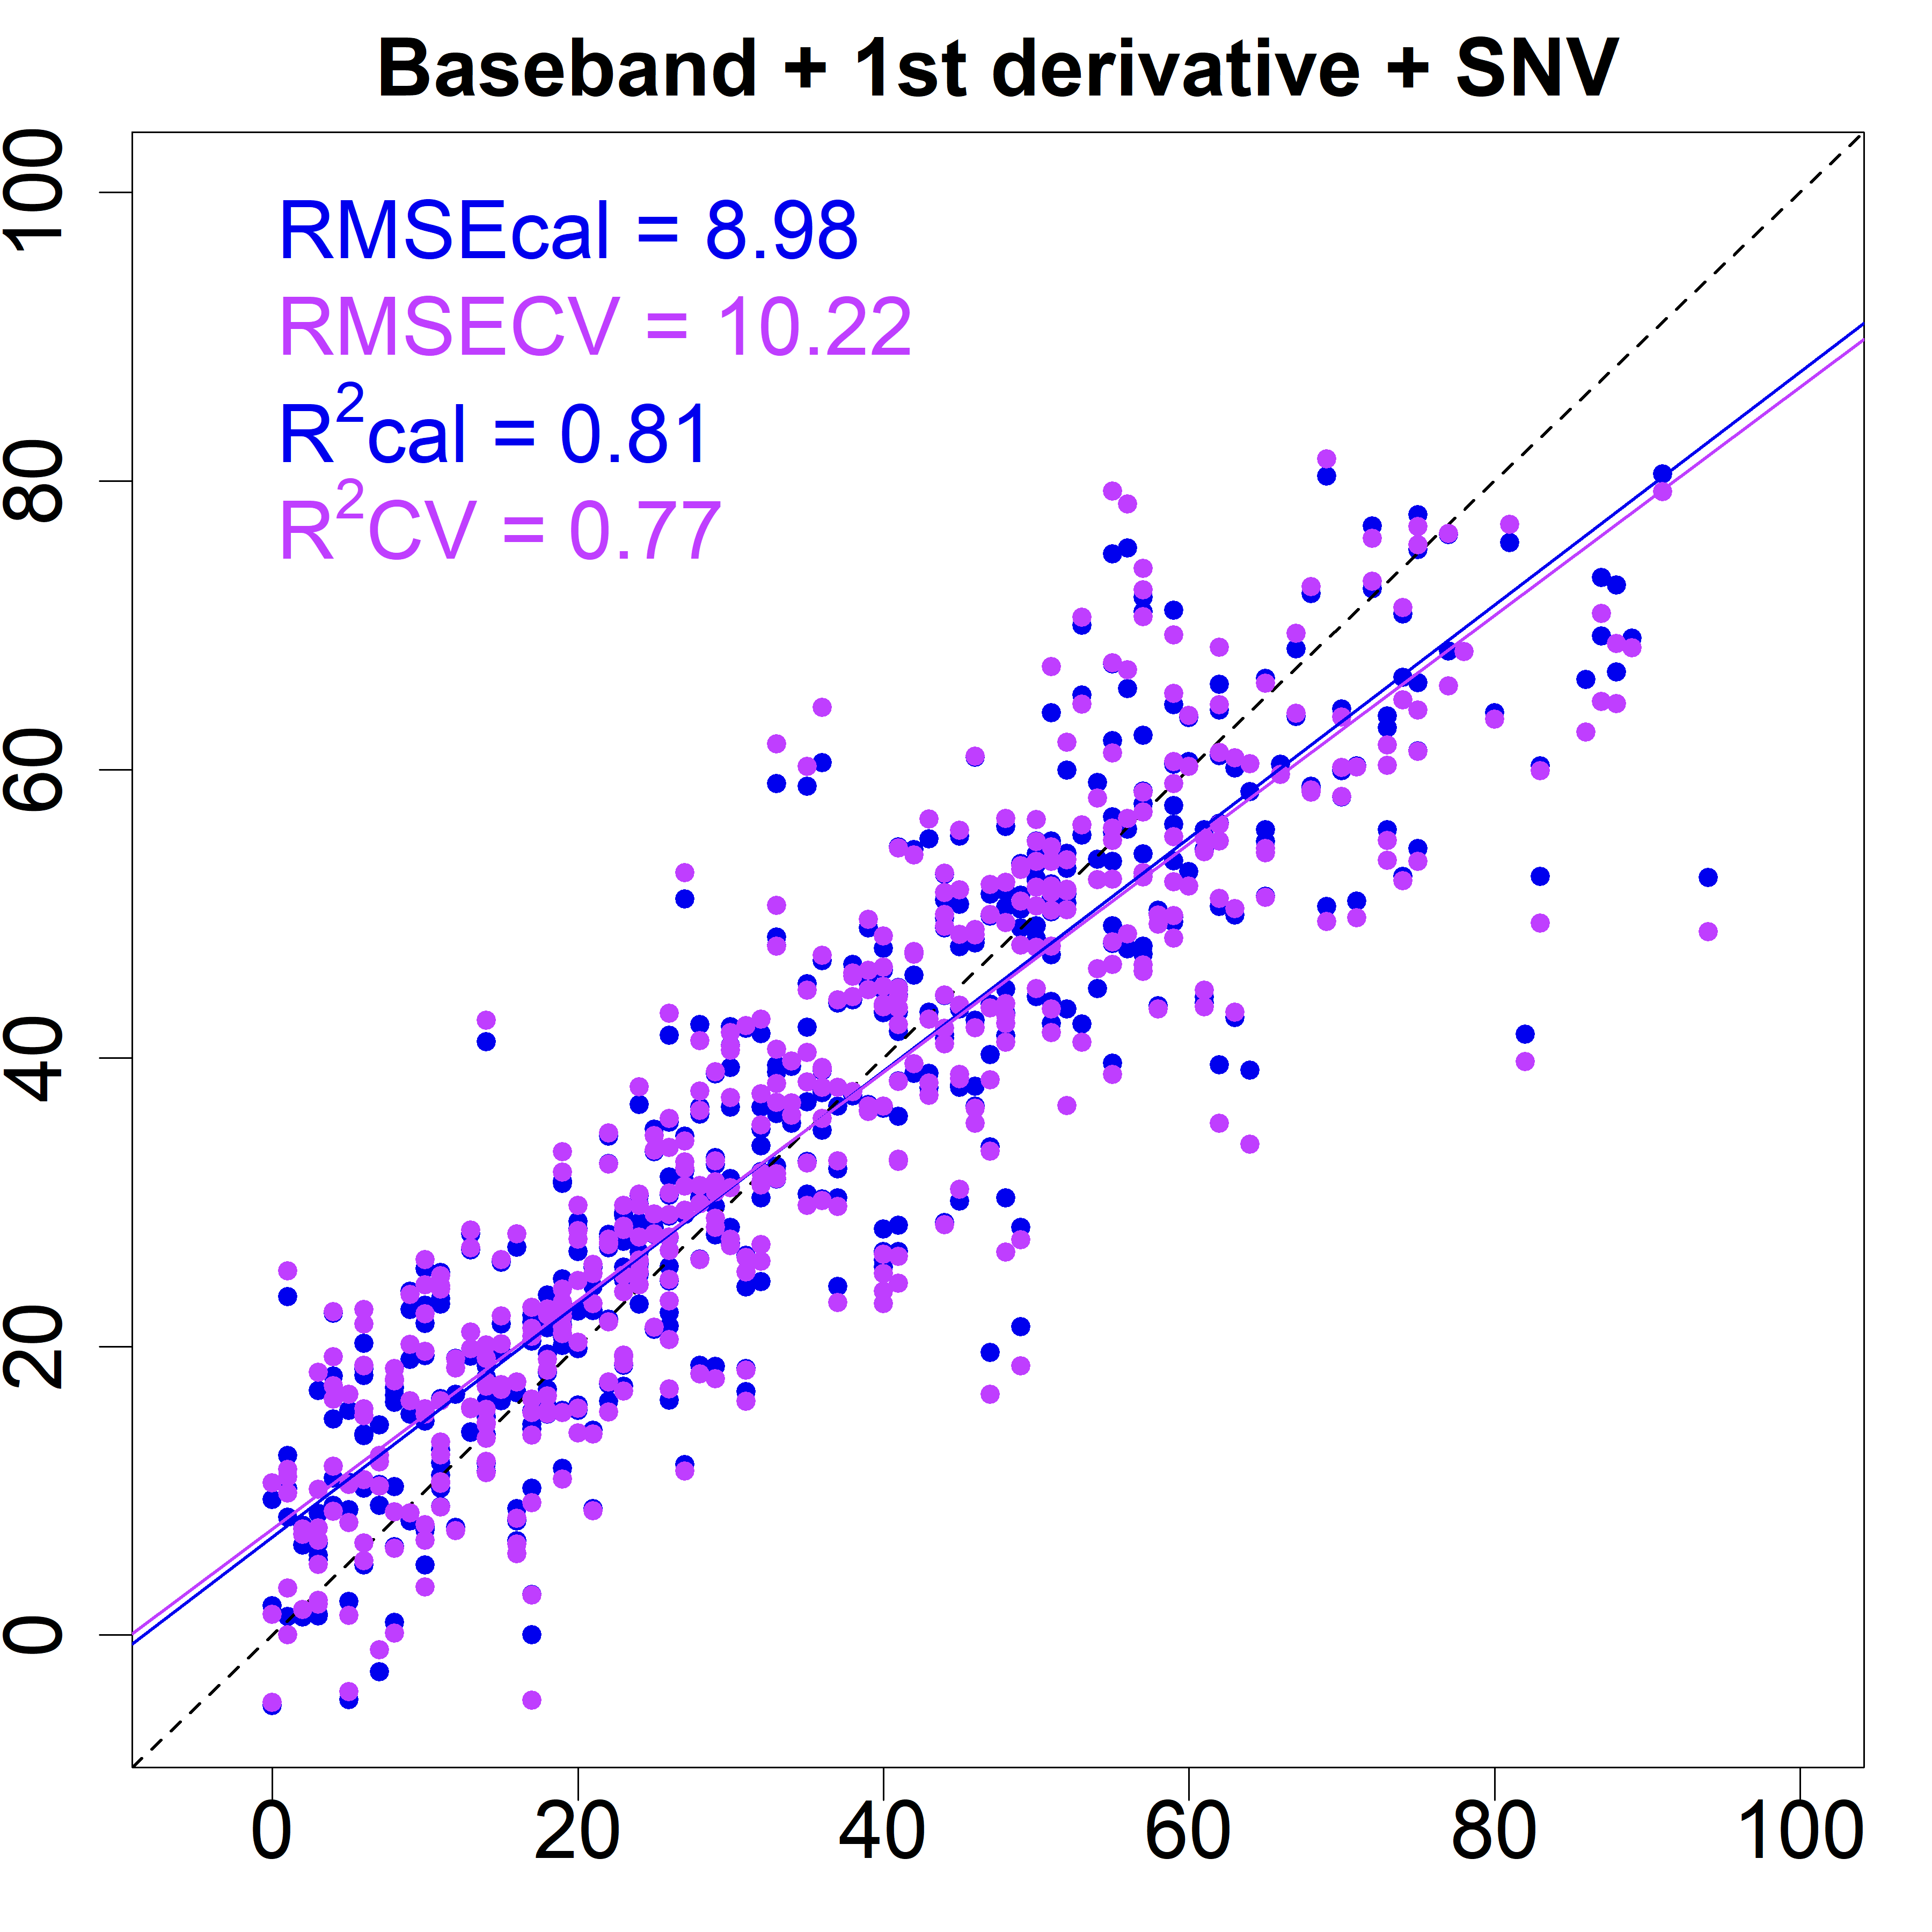 Baseband + 1st derivative + SNV
RMSEcal = 8.98
RMSECV = 10.22
R²cal = 0.81
R²CV = 0.77
100
80
60
40
20
0
0 20 40 60 80 100